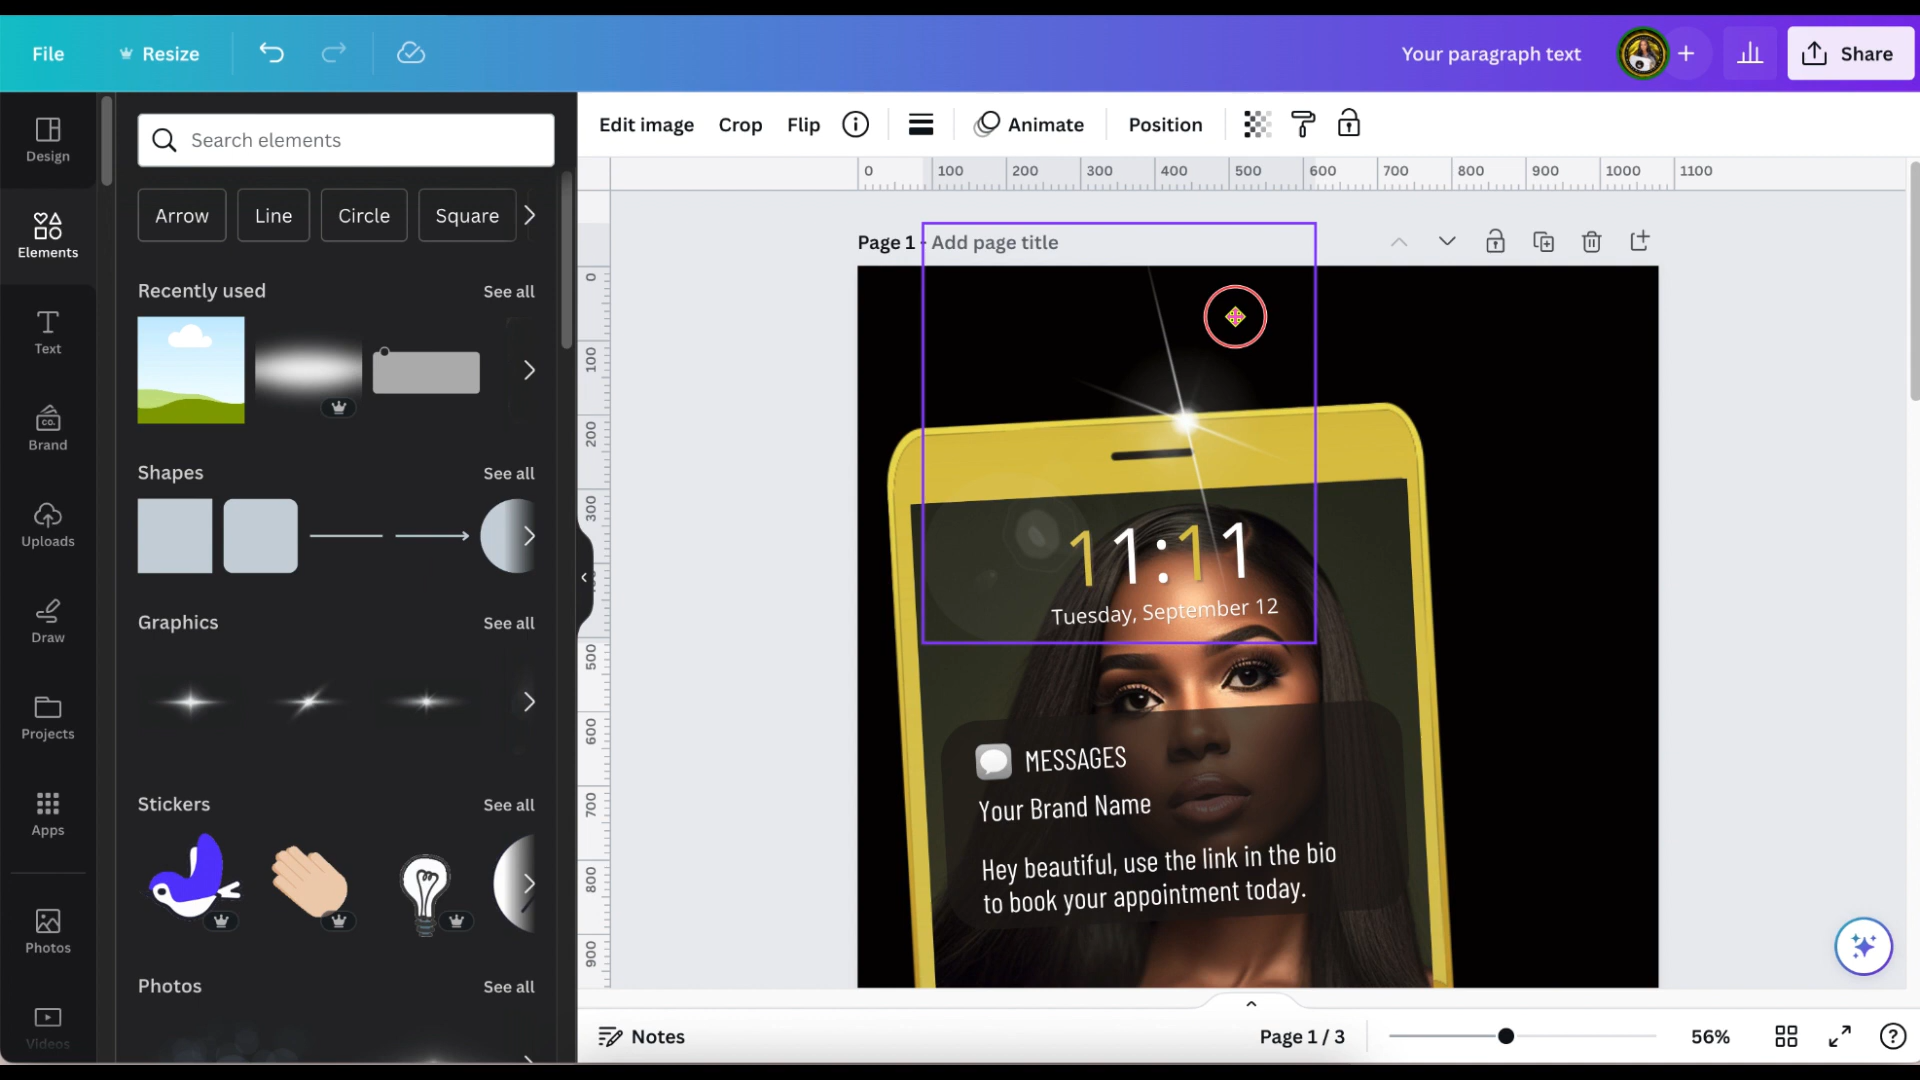 File
Resize
Your paragraph text
Share
Design
Elements
Text
Brand
CO.
Uploads
Draw
Projects
Apps
Photos
Videos
Search elements
Arrow
Line
Circle
Square
Recently used
See all
Shapes
See all
Graphics
See all
Stickers
See all
Photos
See all
Edit image
Crop
Flip
Animate
Position
0 100 200 300 400 500 600 700 800 900 1000 1100
0
100
200
300
500
600
700
800
900
Page 1 - Add page title
11:11
Tuesday, September 12
MESSAGES
Your Brand Name
Hey beautiful, use the link in the bio
to book your appointment today.
Notes
Page 1 / 3
56%